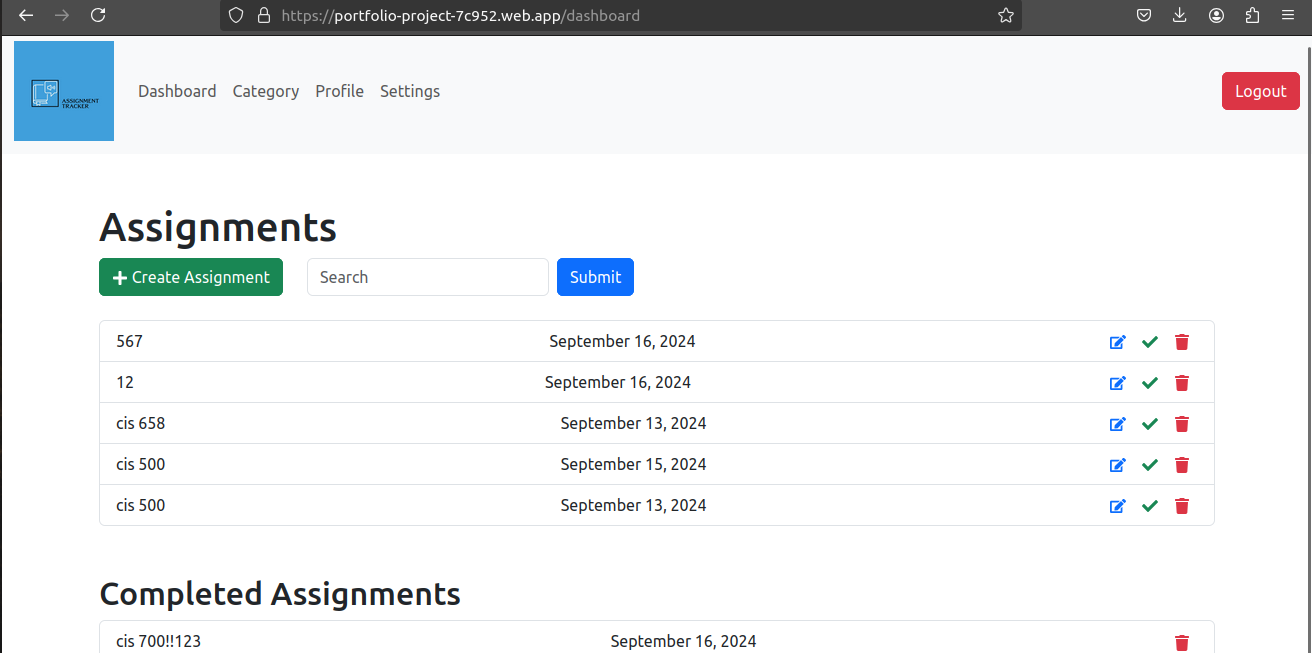 https://portfolio-project-7c952.web.app/dashboard
ASSIGNMENT
TRACKER
Dashboard Category Profile Settings
Logout
Assignments
Create Assignment Search Submit
567 September 16, 2024
12 September 16, 2024
cis 658 September 13, 2024
cis 500 September 15, 2024
cis 500 September 13, 2024
Completed Assignments
cis 700!!123 September 16, 2024